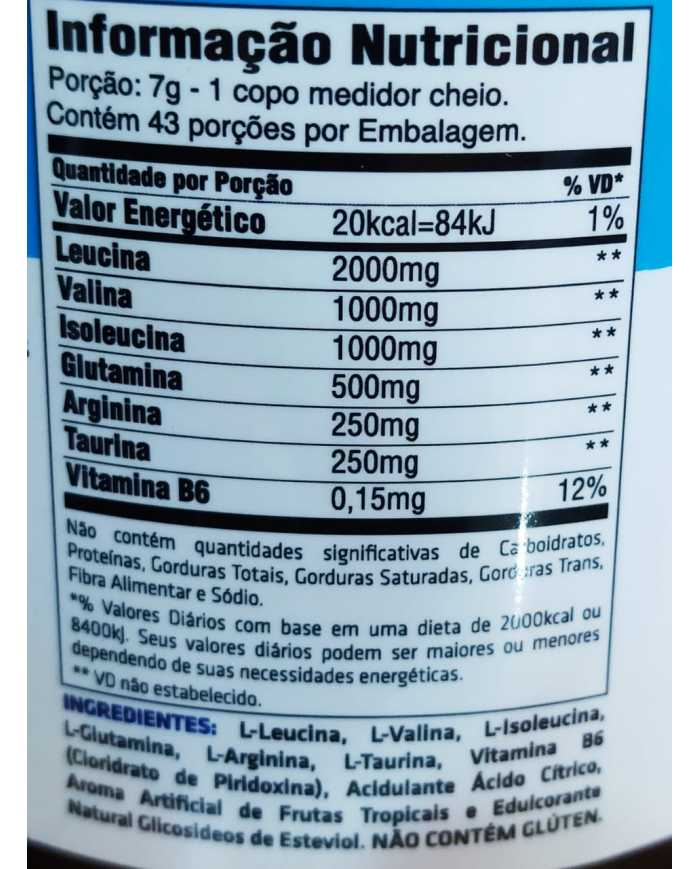 Informação Nutricional
Porção: 7g - 1 copo medidor cheio.
Contém 43 porções por Embalagem.
Quantidade por Porção % VD*
Valor Energético 20kcal=84kJ 1%
Leucina 2000mg **
Valina 1000mg **
Isoleucina 1000mg **
Glutamina 500mg **
Arginina 250mg **
Taurina 250mg **
Vitamina B6 0,15mg 12%
Não contém quantidades significativas de Carboidratos,
Proteínas, Gorduras Totais, Gorduras Saturadas, Gorduras Trans,
Fibra Alimentar e Sódio.
*% Valores Diários com base em uma dieta de 2000kcal ou
8400kJ. Seus valores diários podem ser maiores ou menores
dependendo de suas necessidades energéticas.
** VD não estabelecido.
INGREDIENTES: L-Leucina, L-Valina, L-Isoleucina,
L-Glutamina, L-Arginina, L-Taurina, Vitamina B6
(Cloridrato de Piridoxina), Acidulante Ácido Cítrico,
Aroma Artificial de Frutas Tropicais e Edulcorante
Natural Glicosídeos de Esteviol. NÃO CONTÉM GLÚTEN.